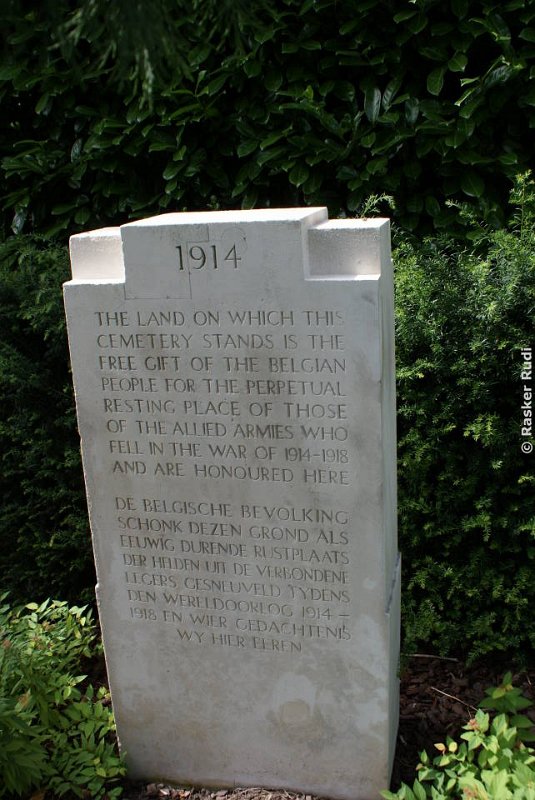 1914
THE LAND ON WHICH THIS
CEMETERY STANDS IS THE
FREE GIFT OF THE BELGIAN
PEOPLE FOR THE PERPETUAL
RESTING PLACE OF THOSE
OF THE ALLIED ARMIES WHO
FELL IN THE WAR OF 1914-1918
AND ARE HONOURED HERE
DE BELGISCHE BEVOLKING
SCHONK DEZEN GROND ALS
EEUWIG DURENDE RUSTPLAATS
DER HELDEN UIT DE VERBONDENE
LEGERS GESNEUVELD TYDENS
DEN WERELDOORLOG 1914-
1918 EN WIER GEDACHTENIS
WY HIER EEREN
© Rasker Rudi